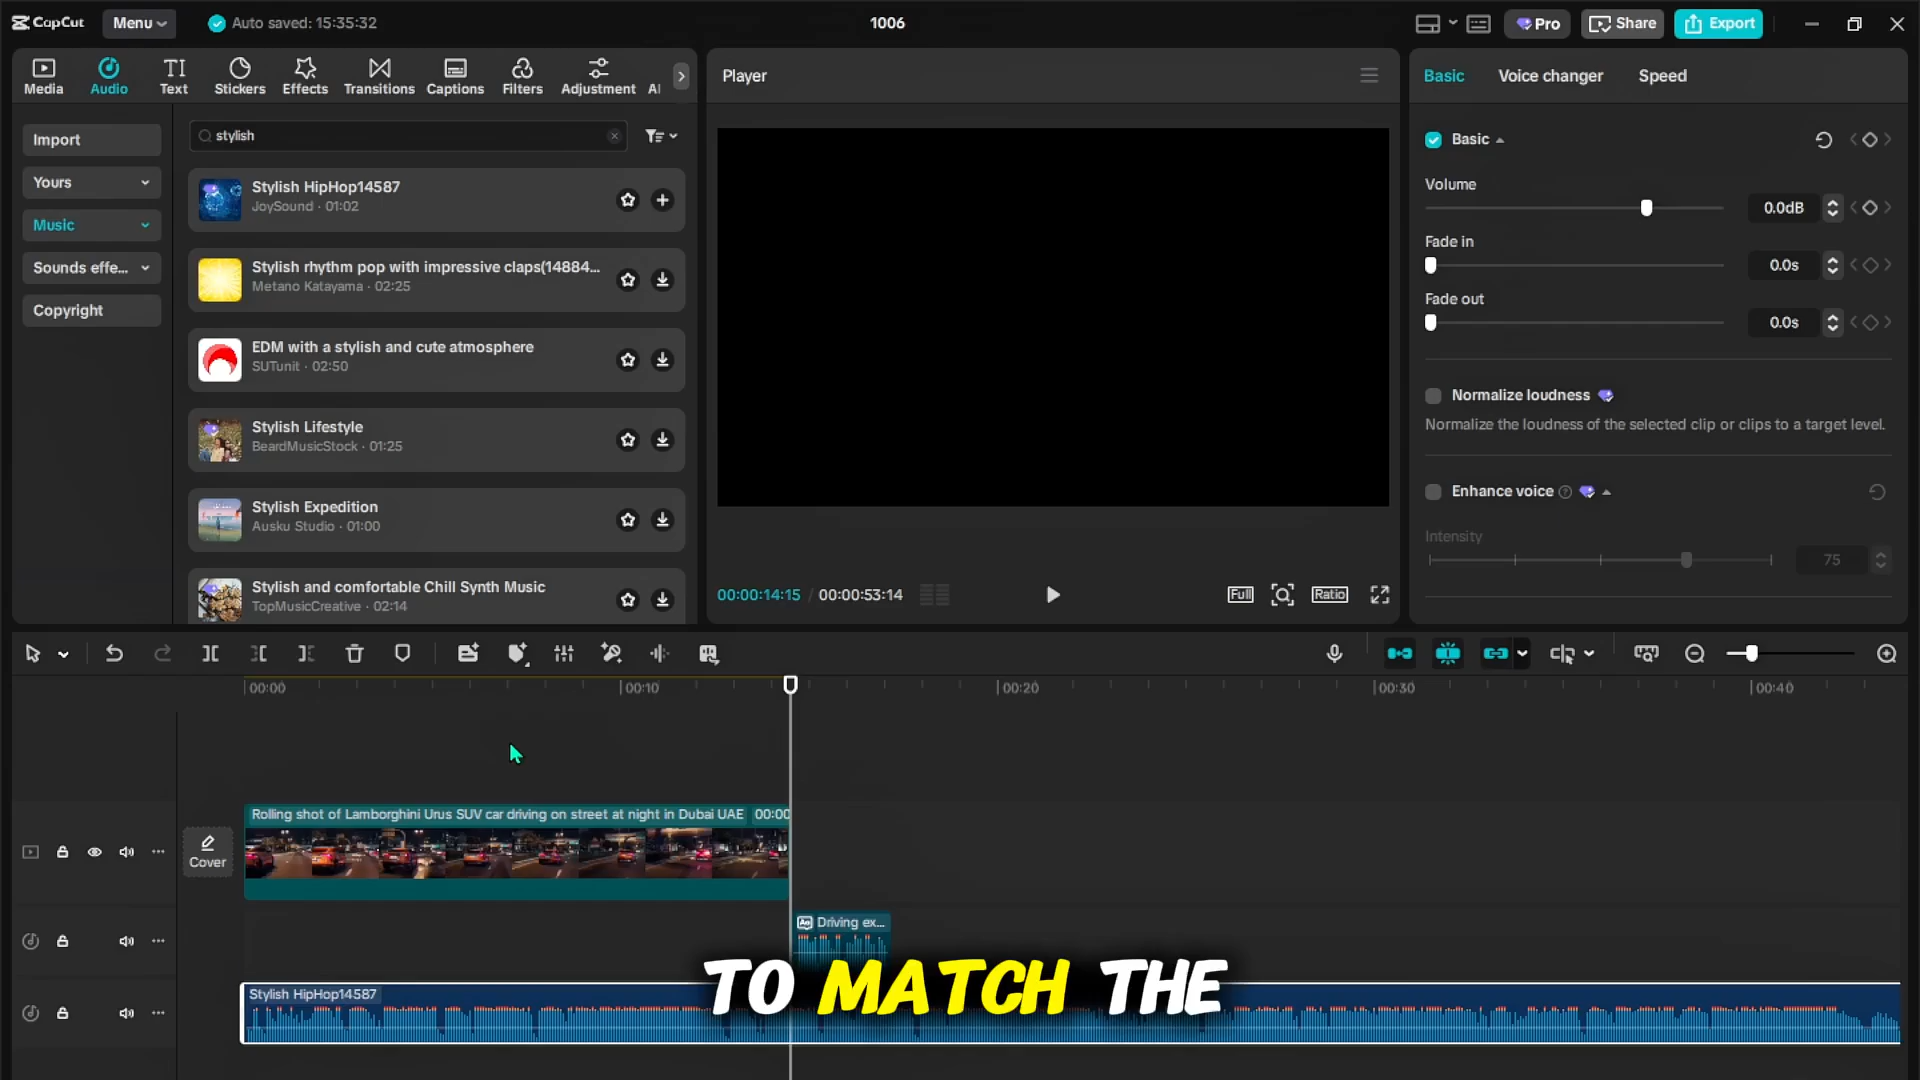 CapCut
Menu
Auto saved: 15:35:32
1006
Pro
Share
Export
Media
Audio
TI
Text
Stickers
Effects
Transitions
Captions
Filters
Adjustment
AI
Player
Basic
Voice changer
Speed
Import
Yours
Music
Sounds effe...
Copyright
stylish
Stylish HipHop14587
JoySound · 01:02
Stylish rhythm pop with impressive claps(14884...
Metano Katayama · 02:25
EDM with a stylish and cute atmosphere
SUTunit · 02:50
Stylish Lifestyle
BeardMusicStock · 01:25
Stylish Expedition
Ausku Studio · 01:00
Stylish and comfortable Chill Synth Music
TopMusicCreative · 02:14
00:00:14:15 / 00:00:53:14
Full
Ratio
Basic
Volume
0.0dB
Fade in
0.0s
Fade out
0.0s
Normalize loudness
Normalize the loudness of the selected clip or clips to a target level.
Enhance voice
Intensity
75
00:00
00:10
00:20
00:30
00:40
Cover
Rolling shot of Lamborghini Urus SUV car driving on street at night in Dubai UAE 00:00
Driving ex...
Stylish HipHop14587
TO MATCH THE